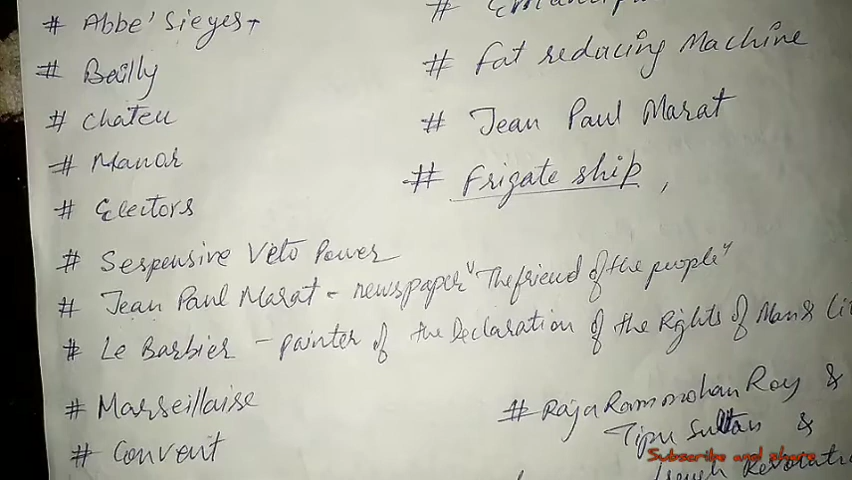 # Abbe' Sieges
# Bailly
# Chateu
# Manor
# Electors
# Sespensive Veto Power
# Jean Paul Marat - newspaper "The friend of the people"
# Le Barbier - painter of the Declaration of the Rights of Man &
# Marseillaise
# Convent
#
# Fat reducing Machine
# Jean Paul Marat
# Frigate ship,
# Raja Rammohan Roy &
Tipu Sultan &
Subscribe and share